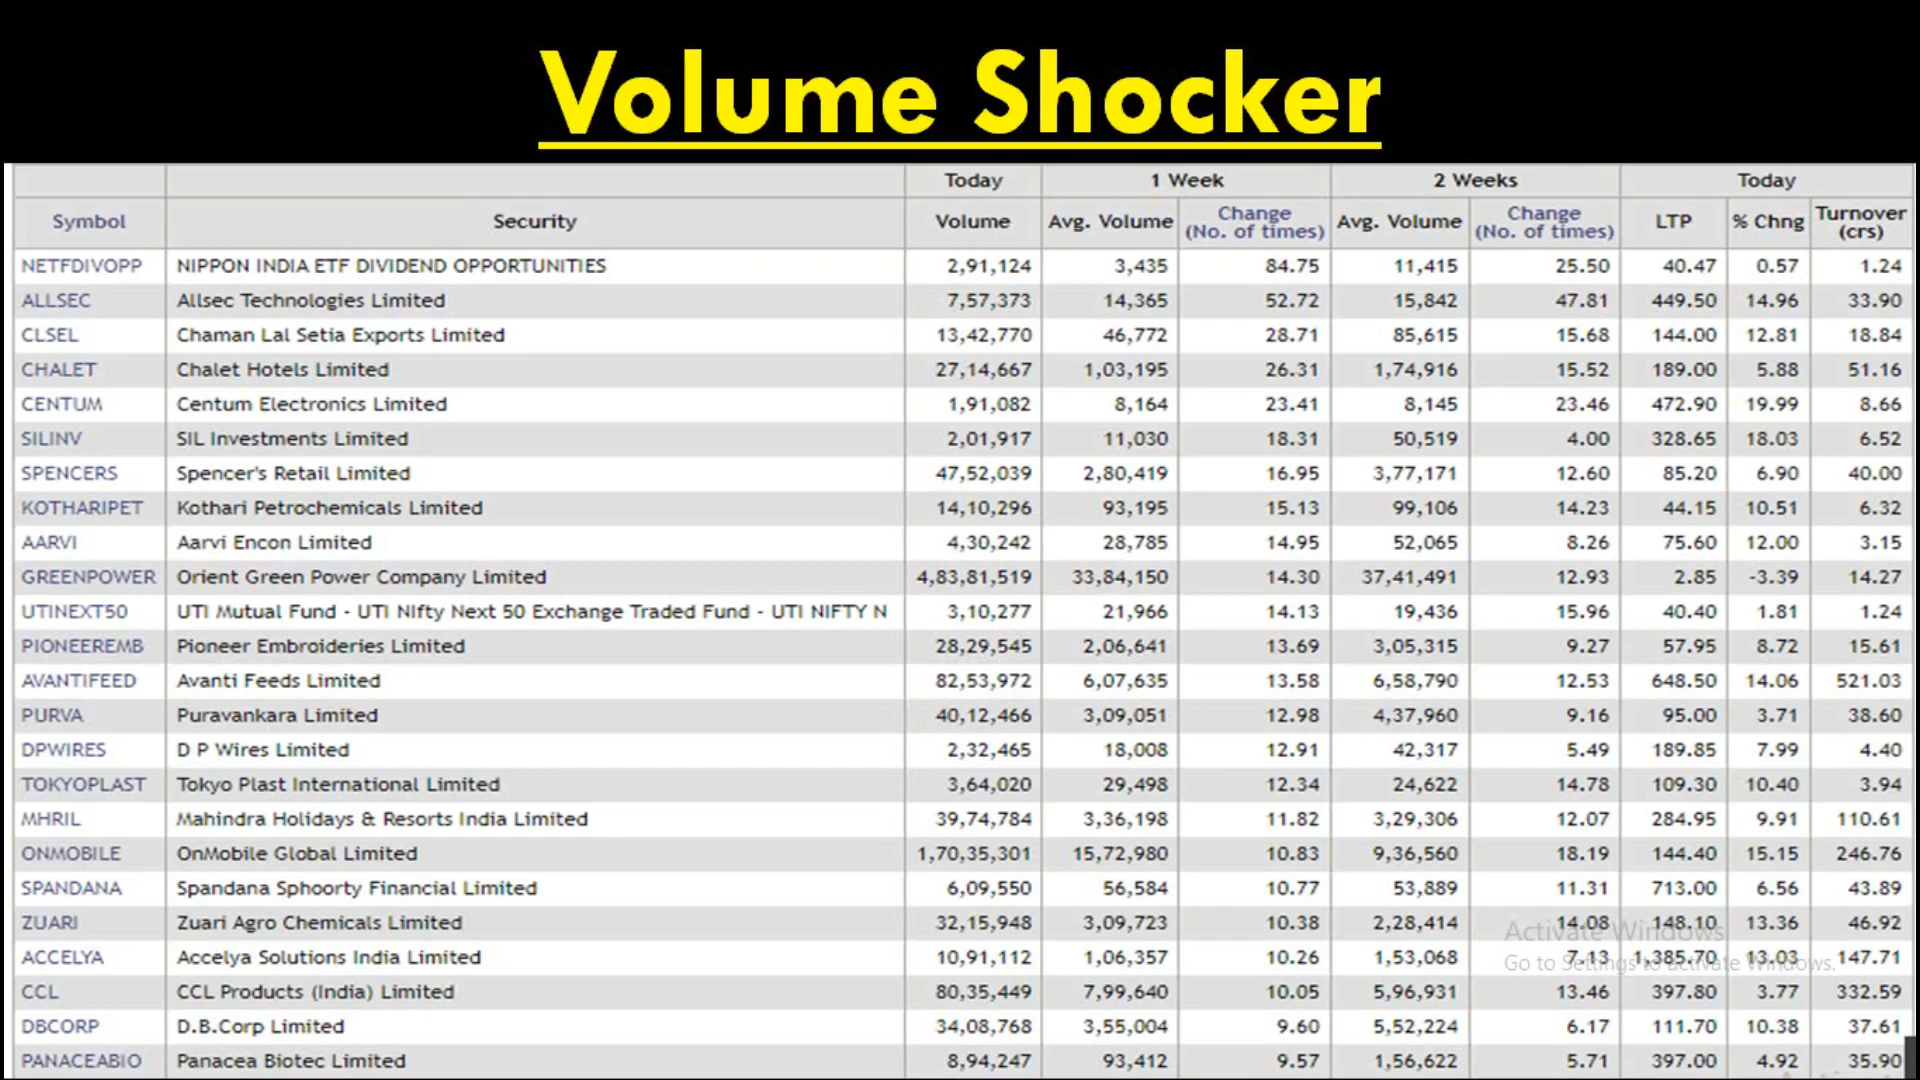 Volume Shocker
Today 1 Week 2 Weeks Today
Symbol Security Volume Avg. Volume Change (No. of times) Avg. Volume Change (No. of times) LTP % Chng Turnover (crs)
NETFDIVOPP NIPPON INDIA ETF DIVIDEND OPPORTUNITIES 2,91,124 3,435 84.75 11,415 25.50 40.47 0.57 1.24
ALLSEC Allsec Technologies Limited 7,57,373 14,365 52.72 15,842 47.81 449.50 14.96 33.90
CLSEL Chaman Lal Setia Exports Limited 13,42,770 46,772 28.71 85,615 15.68 144.00 12.81 18.84
CHALET Chalet Hotels Limited 27,14,667 1,03,195 26.31 1,74,916 15.52 189.00 5.88 51.16
CENTUM Centum Electronics Limited 1,91,082 8,164 23.41 8,145 23.46 472.90 19.99 8.66
SILINV SIL Investments Limited 2,01,917 11,030 18.31 50,519 4.00 328.65 18.03 6.52
SPENCERS Spencer's Retail Limited 47,52,039 2,80,419 16.95 3,77,171 12.60 85.20 6.90 40.00
KOTHARIPET Kothari Petrochemicals Limited 14,10,296 93,195 15.13 99,106 14.23 44.15 10.51 6.32
AARVI Aarvi Encon Limited 4,30,242 28,785 14.95 52,065 8.26 75.60 12.00 3.15
GREENPOWER Orient Green Power Company Limited 4,83,81,519 33,84,150 14.30 37,41,491 12.93 2.85 -3.39 14.27
UTINEXT50 UTI Mutual Fund - UTI NIfty Next 50 Exchange Traded Fund - UTI NIFTY N 3,10,277 21,966 14.13 19,436 15.96 40.40 1.81 1.24
PIONEEREMB Pioneer Embroideries Limited 28,29,545 2,06,641 13.69 3,05,315 9.27 57.95 8.72 15.61
AVANTIFEED Avanti Feeds Limited 82,53,972 6,07,635 13.58 6,58,790 12.53 648.50 14.06 521.03
PURVA Puravankara Limited 40,12,466 3,09,051 12.98 4,37,960 9.16 95.00 3.71 38.60
DPWIRES D P Wires Limited 2,32,465 18,008 12.91 42,317 5.49 189.85 7.99 4.40
TOKYOPLAST Tokyo Plast International Limited 3,64,020 29,498 12.34 24,622 14.78 109.30 10.40 3.94
MHRIL Mahindra Holidays & Resorts India Limited 39,74,784 3,36,198 11.82 3,29,306 12.07 284.95 9.91 110.61
ONMOBILE OnMobile Global Limited 1,70,35,301 15,72,980 10.83 9,36,560 18.19 144.40 15.15 246.76
SPANDANA Spandana Sphoorty Financial Limited 6,09,550 56,584 10.77 53,889 11.31 713.00 6.56 43.89
ZUARI Zuari Agro Chemicals Limited 32,15,948 3,09,723 10.38 2,28,414 14.08 148.10 13.36 46.92
Activate Windows
ACCELYA Accelya Solutions India Limited 10,91,112 1,06,357 10.26 1,53,068 7.13 1,385.70 13.03 147.71
Go to Settings to activate Windows.
CCL CCL Products (India) Limited 80,35,449 7,99,640 10.05 5,96,931 13.46 397.80 3.77 332.59
DBCORP D.B.Corp Limited 34,08,768 3,55,004 9.60 5,52,224 6.17 111.70 10.38 37.61
PANACEABIO Panacea Biotec Limited 8,94,247 93,412 9.57 1,56,622 5.71 397.00 4.92 35.90